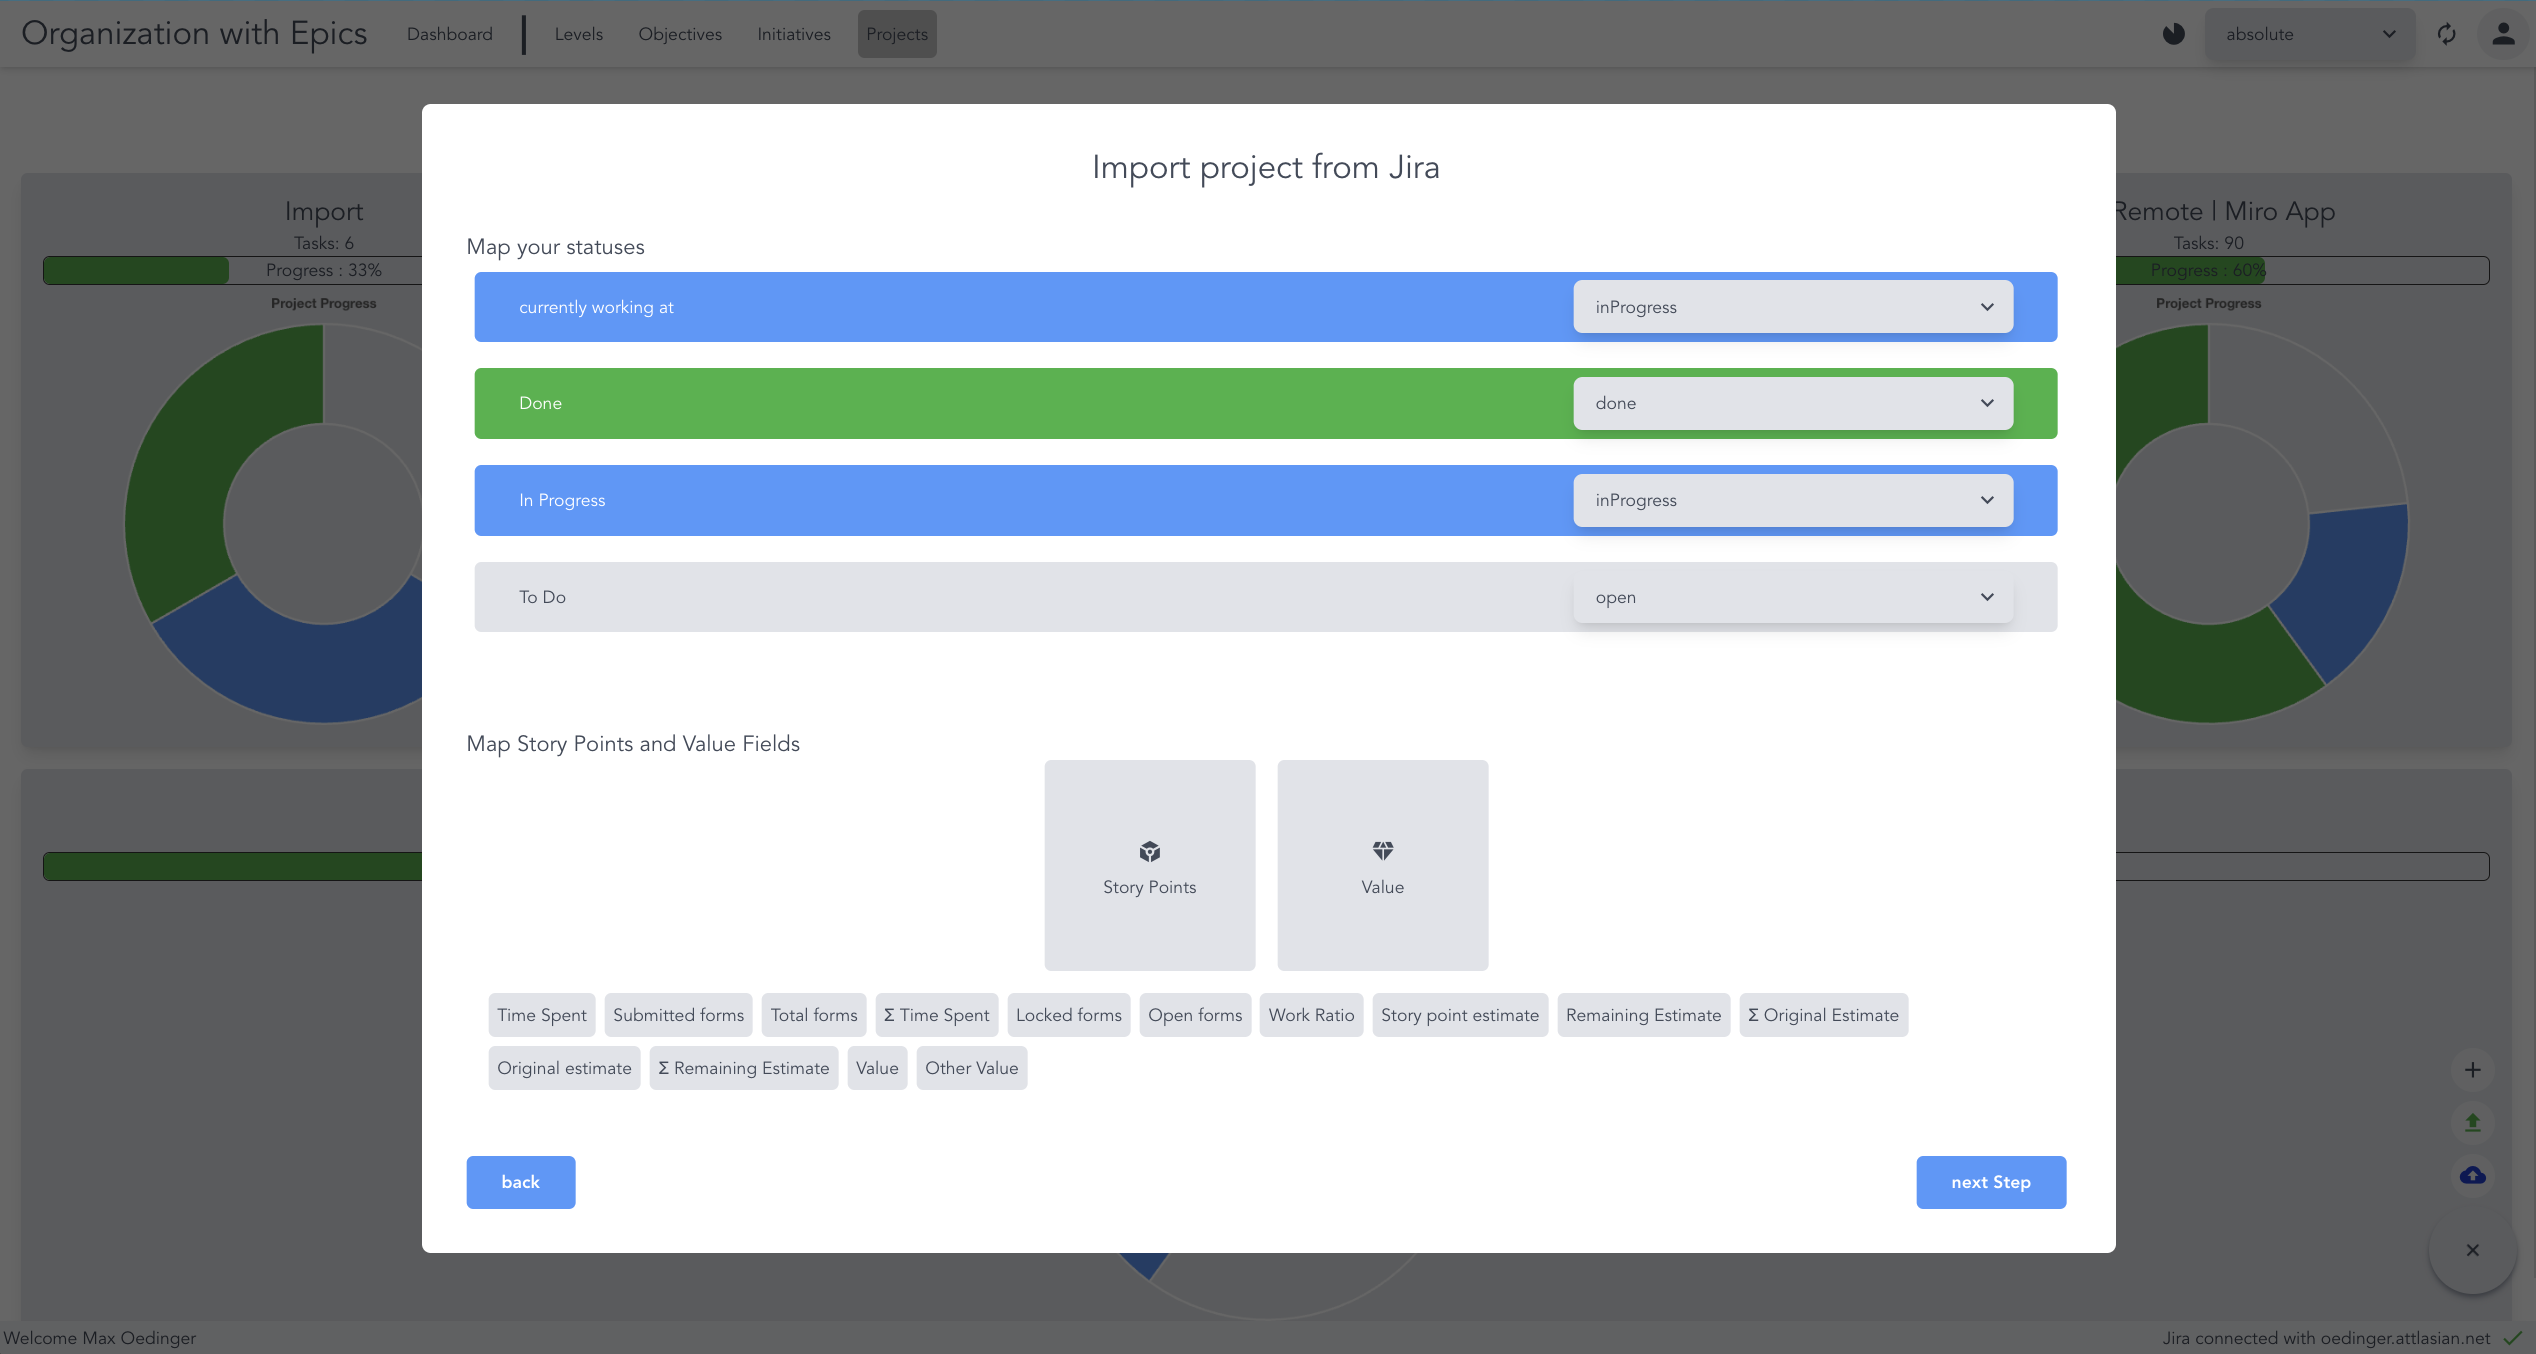 Organization with Epics Dashboard Levels Objectives Initiatives Projects absolute
Import project from Jira
Import
Tasks: 6
Progress : 33%
Project Progress
Remote | Miro App
Tasks: 90
Progress : 60%
Project Progress
Map your statuses
currently working at inProgress
Done done
In Progress inProgress
To Do open
Map Story Points and Value Fields
Story Points Value
Time Spent Submitted forms Total forms Σ Time Spent Locked forms Open forms Work Ratio Story point estimate Remaining Estimate Σ Original Estimate
Original estimate Σ Remaining Estimate Value Other Value
back next Step
Welcome Max Oedinger Jira connected with oedinger.attlasian.net